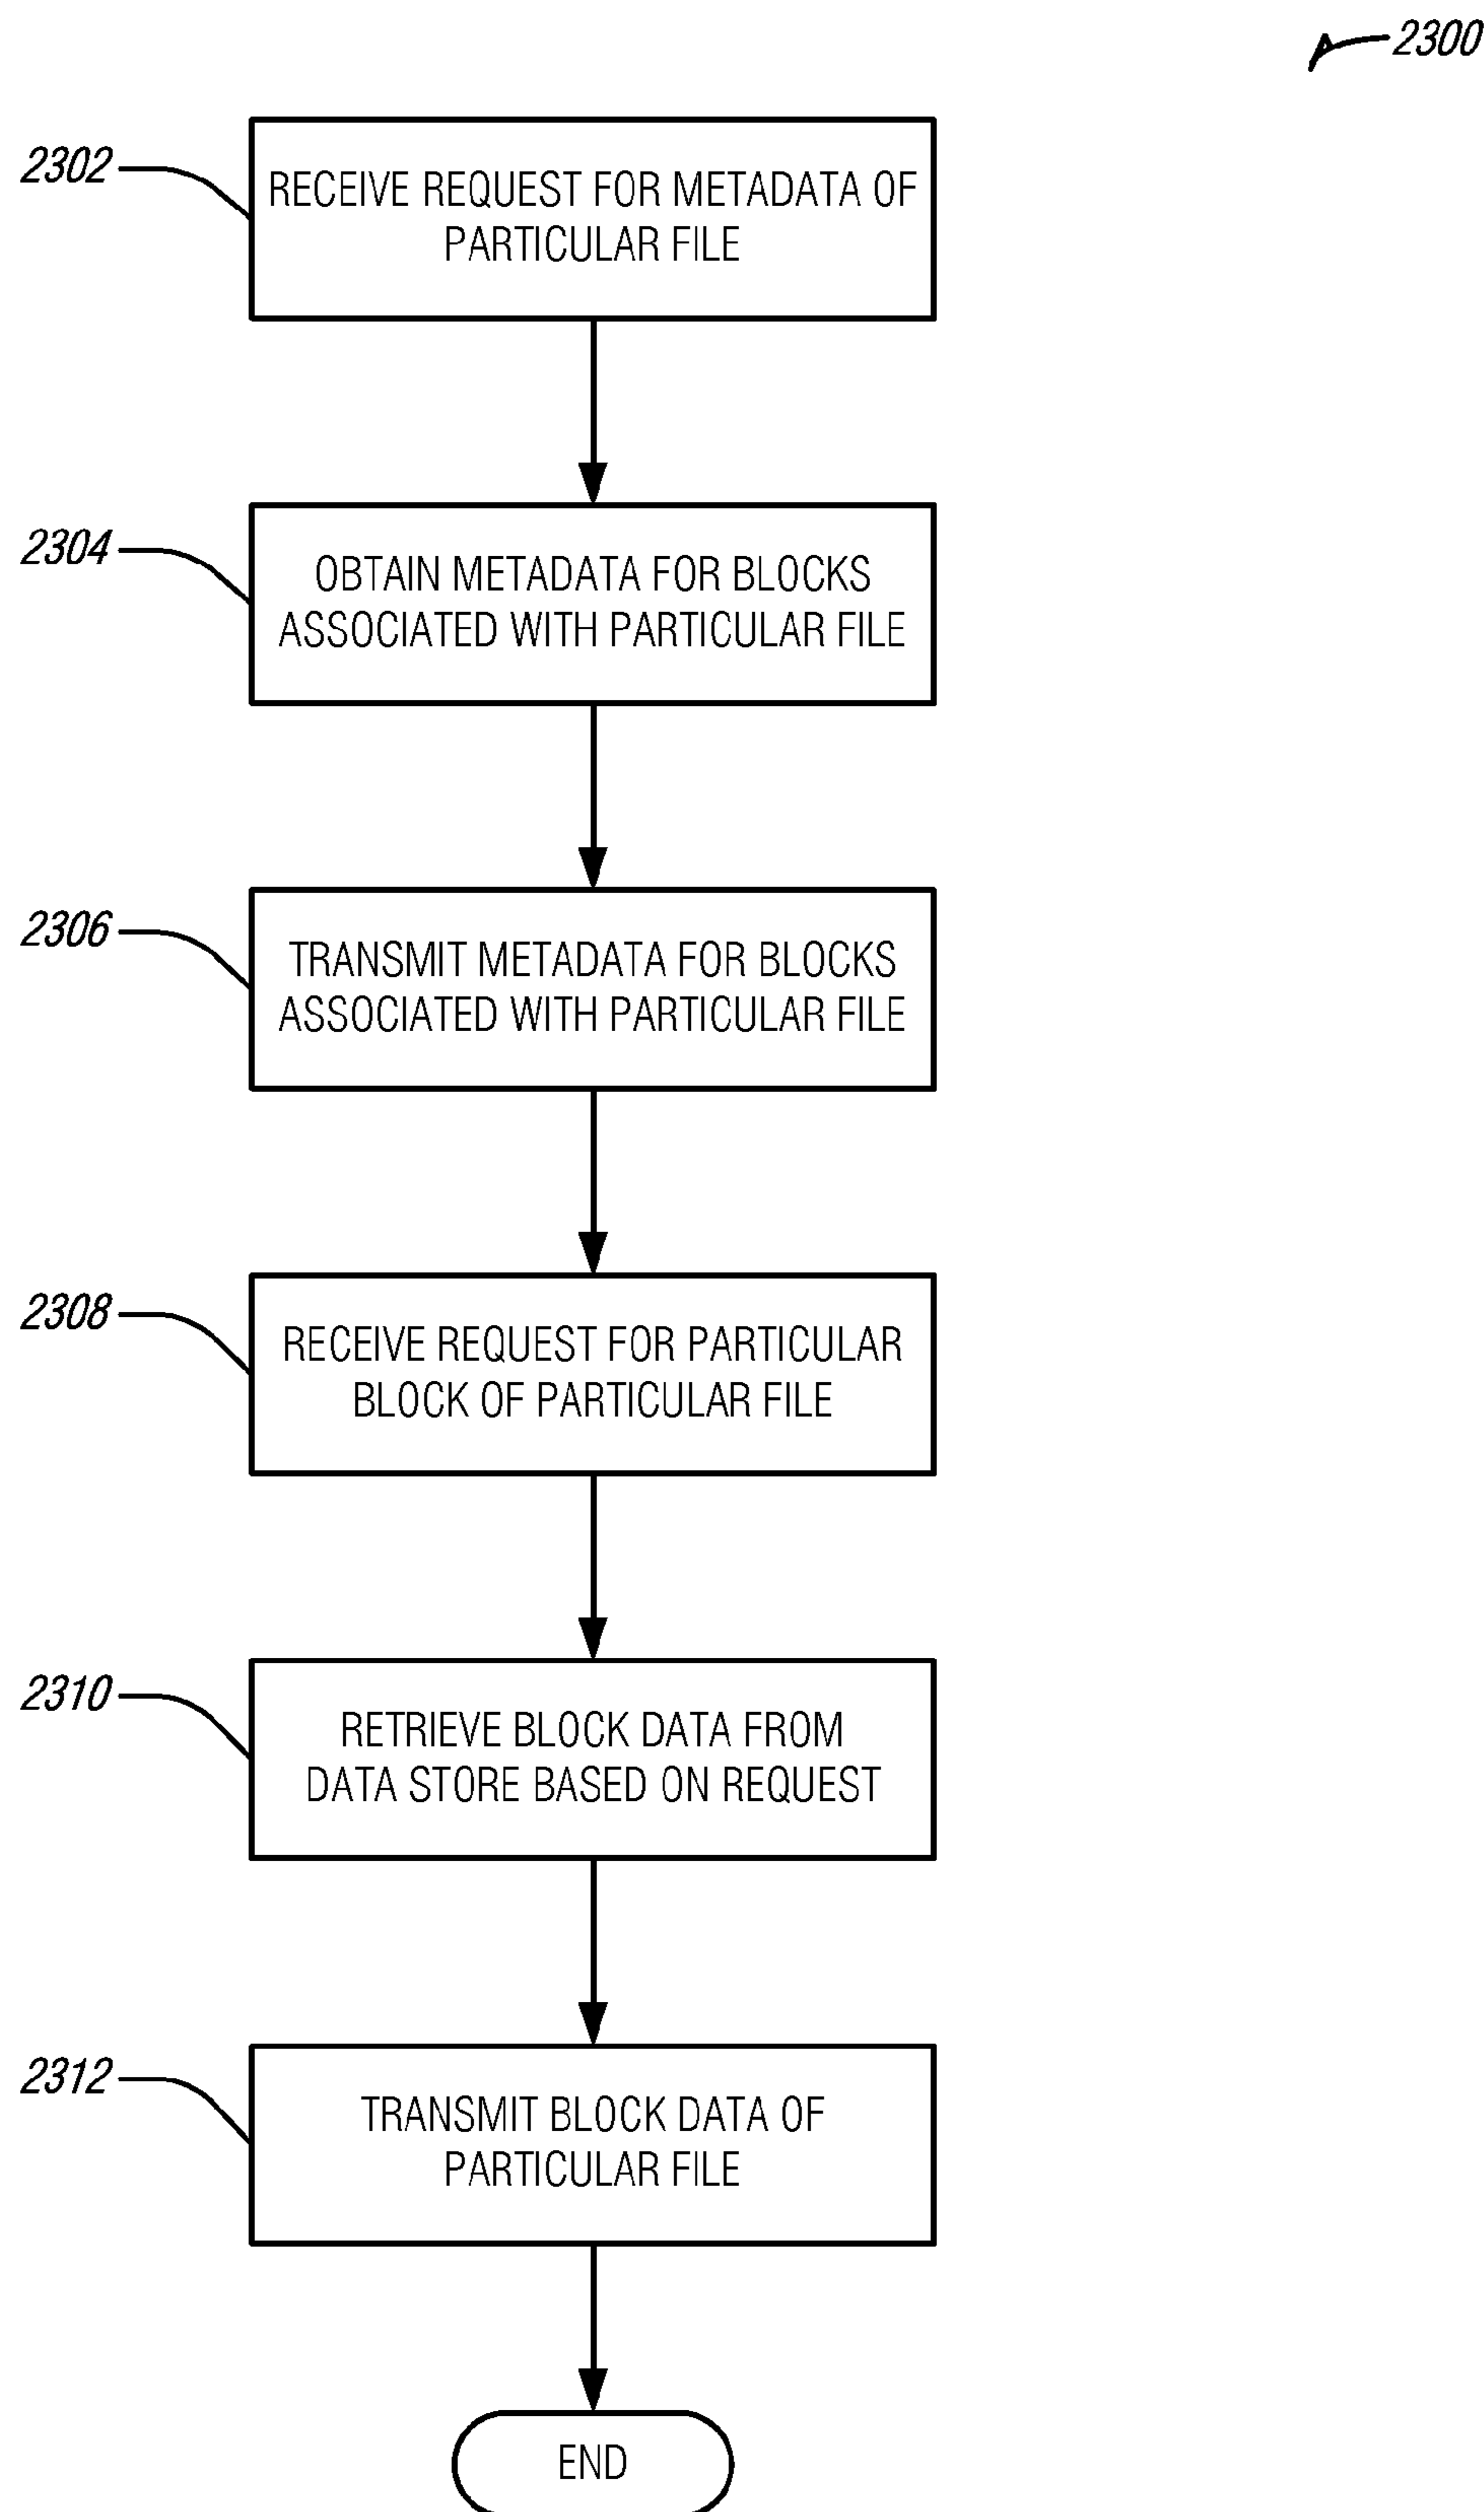 2300
2302
RECEIVE REQUEST FOR METADATA OF
PARTICULAR FILE
2304
OBTAIN METADATA FOR BLOCKS
ASSOCIATED WITH PARTICULAR FILE
2306
TRANSMIT METADATA FOR BLOCKS
ASSOCIATED WITH PARTICULAR FILE
2308
RECEIVE REQUEST FOR PARTICULAR
BLOCK OF PARTICULAR FILE
2310
RETRIEVE BLOCK DATA FROM
DATA STORE BASED ON REQUEST
2312
TRANSMIT BLOCK DATA OF
PARTICULAR FILE
END